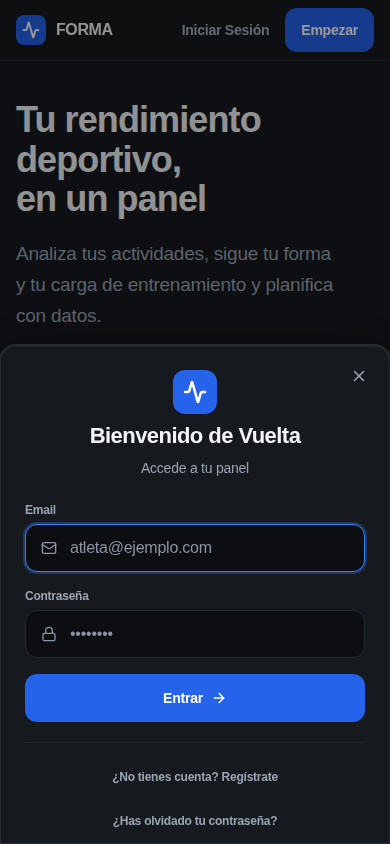 FORMA
Iniciar Sesión
Empezar
Tu rendimiento
deportivo,
en un panel
Analiza tus actividades, sigue tu forma
y tu carga de entrenamiento y planifica
con datos.
Bienvenido de Vuelta
Accede a tu panel
Email
atleta@ejemplo.com
Contraseña
••••••••
Entrar
¿No tienes cuenta? Regístrate
¿Has olvidado tu contraseña?